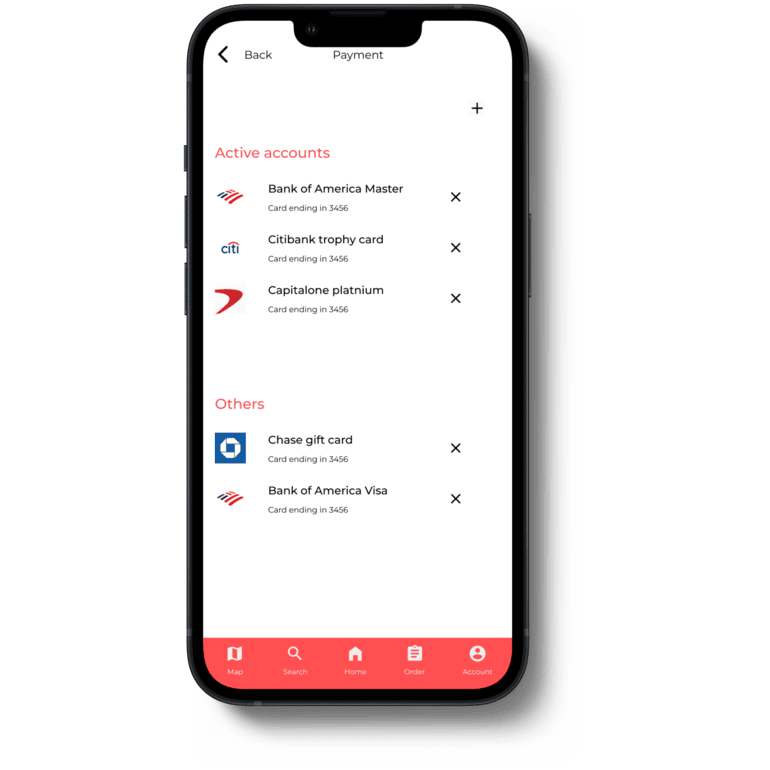 Back
Payment
+
Active accounts
Bank of America Master
Card ending in 3456
citi
Citibank trophy card
Card ending in 3456
Capitalone platnium
Card ending in 3456
Others
Chase gift card
Card ending in 3456
Bank of America Visa
Card ending in 3456
Map
Search
Home
Order
Account